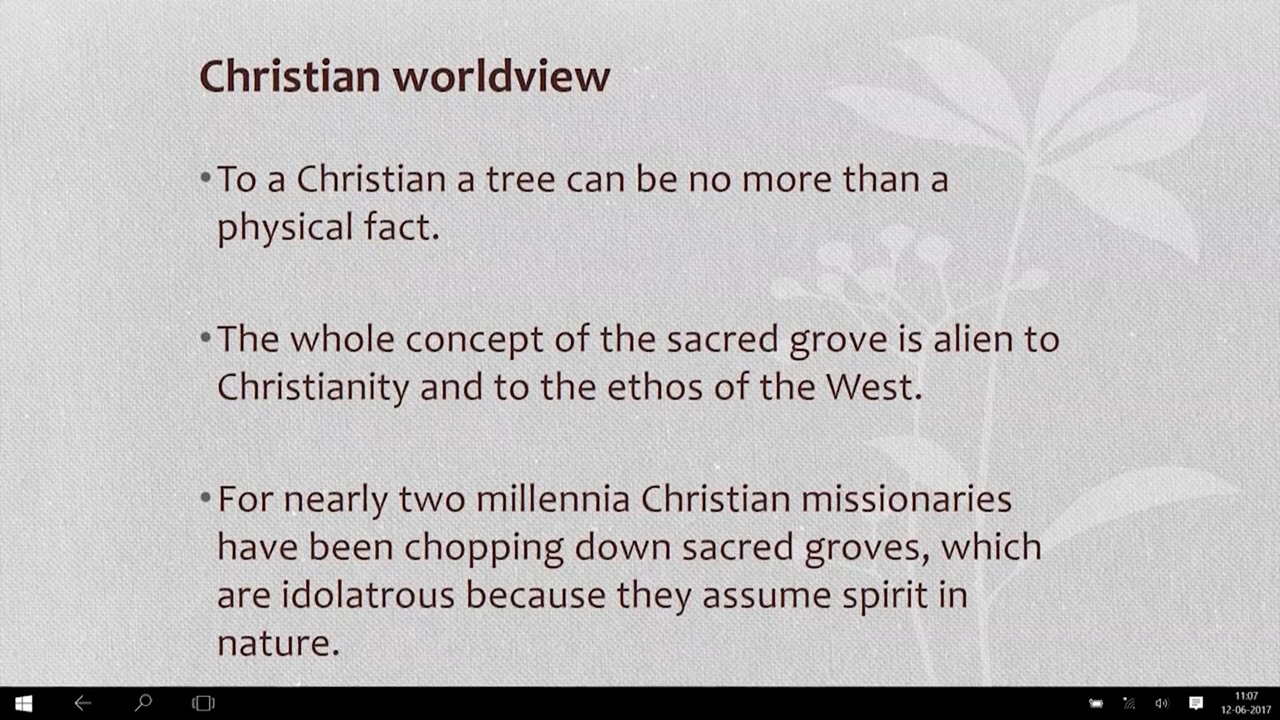 Christian worldview
•To a Christian a tree can be no more than a
physical fact.
•The whole concept of the sacred grove is alien to
Christianity and to the ethos of the West.
•For nearly two millennia Christian missionaries
have been chopping down sacred groves, which
are idolatrous because they assume spirit in
nature.
11:07
12-06-2017